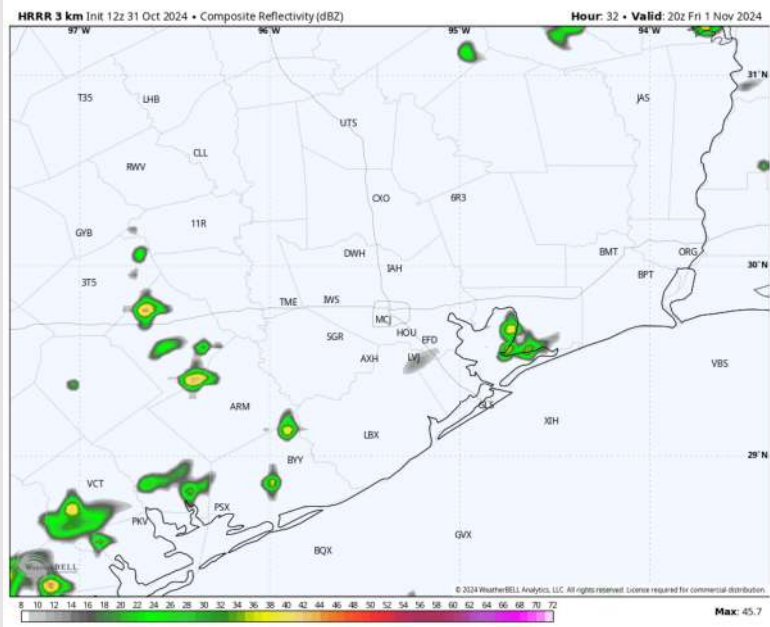 HRRR 3 km Init 12z 31 Oct 2024 • Composite Reflectivity (dBZ) Hour: 32 • Valid: 20z Fri 1 Nov 2024
97°W 96°W 95°W 94°W
31°N
T35 LHB JAS
UTS
CLL
RWV
CXO 6R3
11R
GYB
DWH BMT ORG
IAH 30°N
3T5 BPT
TME IWS
MCJ
SGR HOU EFD
AXH LVJ VBS
ARM GLS
LBX XIH
BYY 29°N
VCT
PSX
PKV
GVX
BQX
WeatherBELL
© 2024 WeatherBELL Analytics, LLC. All rights reserved. License required for commercial distribution.
8 10 12 14 16 18 20 22 24 26 28 30 32 34 36 38 40 42 44 46 48 50 52 54 56 58 60 62 64 66 68 70 72 Max: 45.7